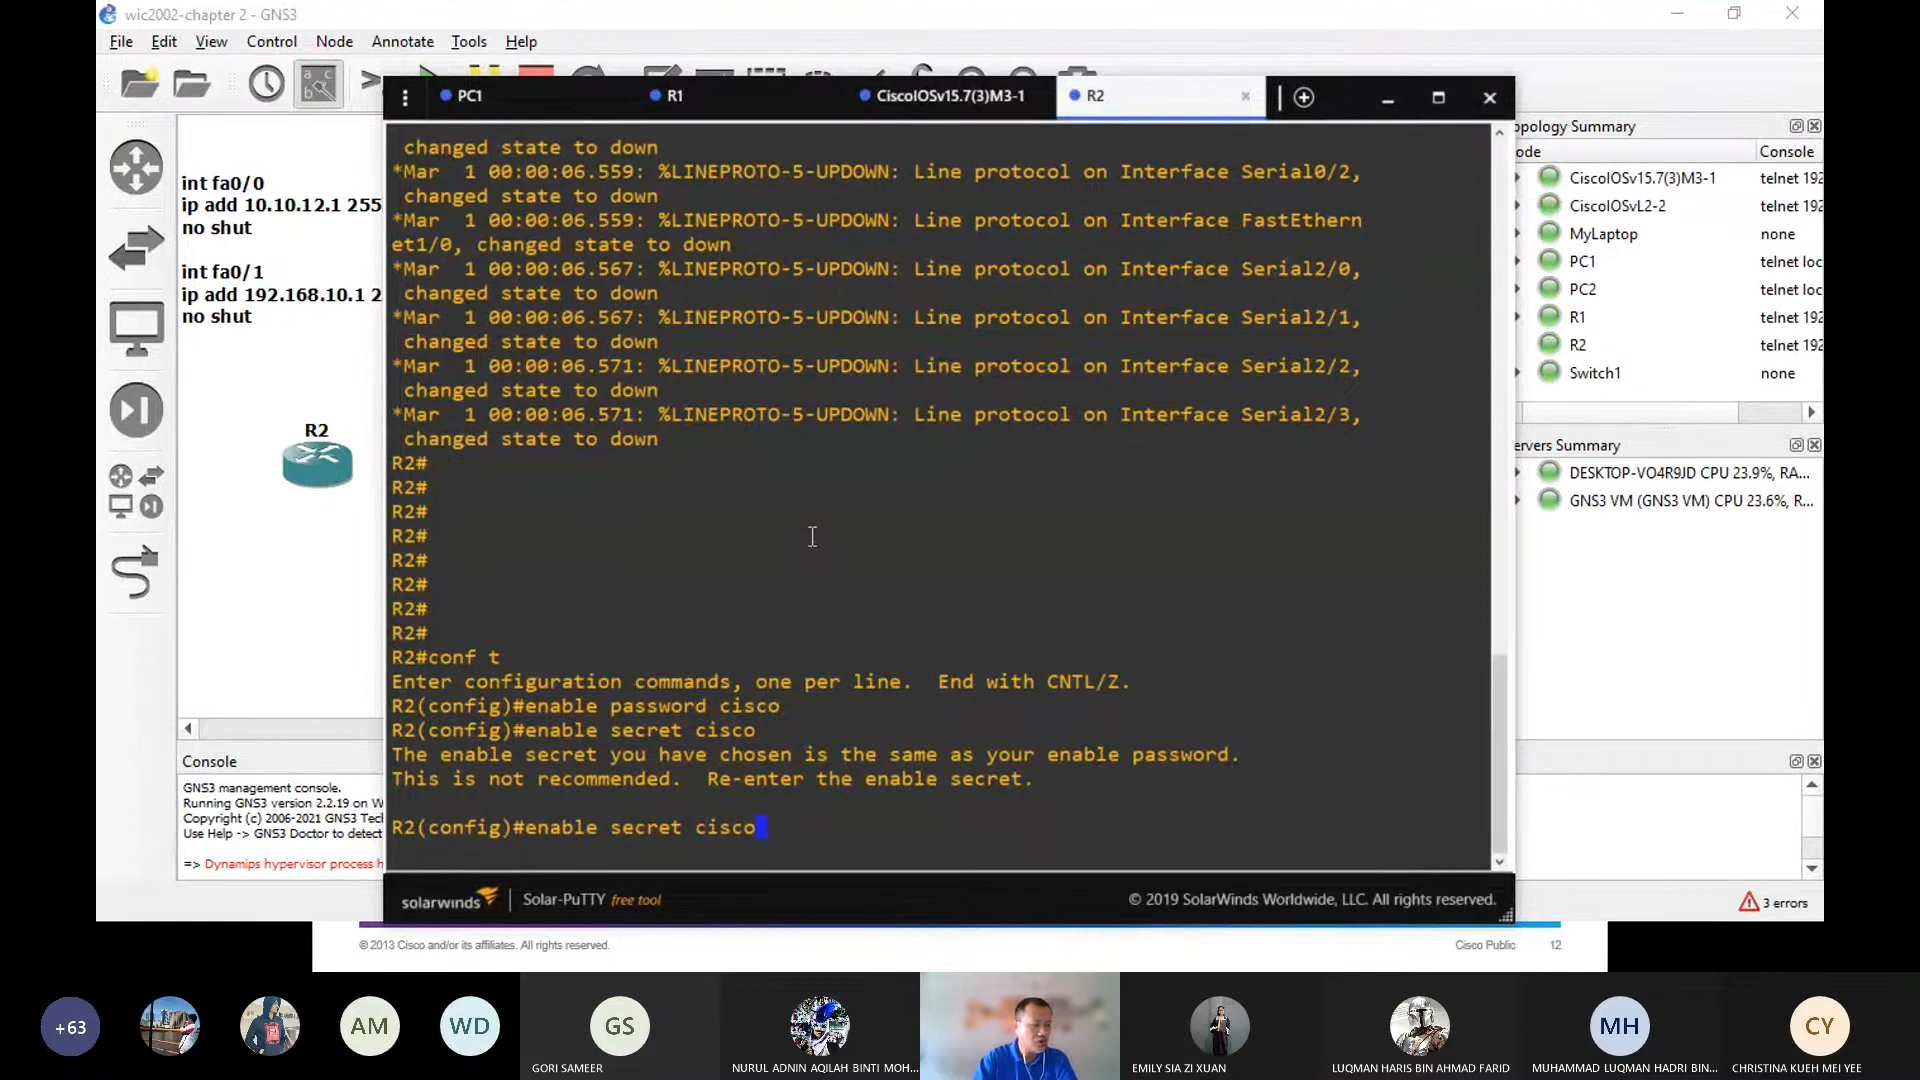 wic2002-chapter 2 - GNS3
File Edit View Control Node Annotate Tools Help
PC1 R1 CiscoIOSv15.7(3)M3-1 R2
int fa0/0
ip add 10.10.12.1 255
no shut
int fa0/1
ip add 192.168.10.1 2
no shut
R2
changed state to down
*Mar  1 00:00:06.559: %LINEPROTO-5-UPDOWN: Line protocol on Interface Serial0/2,
changed state to down
*Mar  1 00:00:06.559: %LINEPROTO-5-UPDOWN: Line protocol on Interface FastEthern
et1/0, changed state to down
*Mar  1 00:00:06.567: %LINEPROTO-5-UPDOWN: Line protocol on Interface Serial2/0,
changed state to down
*Mar  1 00:00:06.567: %LINEPROTO-5-UPDOWN: Line protocol on Interface Serial2/1,
changed state to down
*Mar  1 00:00:06.571: %LINEPROTO-5-UPDOWN: Line protocol on Interface Serial2/2,
changed state to down
*Mar  1 00:00:06.571: %LINEPROTO-5-UPDOWN: Line protocol on Interface Serial2/3,
changed state to down
R2#
R2#
R2#
R2#
R2#
R2#
R2#
R2#
R2#conf t
Enter configuration commands, one per line.  End with CNTL/Z.
R2(config)#enable password cisco
R2(config)#enable secret cisco
The enable secret you have chosen is the same as your enable password.
This is not recommended.  Re-enter the enable secret.
R2(config)#enable secret cisco
solarwinds Solar-PuTTY free tool © 2019 SolarWinds Worldwide, LLC. All rights reserved.
opology Summary
ode Console
CiscoIOSv15.7(3)M3-1 telnet 192
CiscoIOSvL2-2 telnet 192
MyLaptop none
PC1 telnet loc
PC2 telnet loc
R1 telnet 192
R2 telnet 192
Switch1 none
ervers Summary
DESKTOP-VO4R9JD CPU 23.9%, RA...
GNS3 VM (GNS3 VM) CPU 23.6%, R...
Console
GNS3 management console.
Running GNS3 version 2.2.19 on W
Copyright (c) 2006-2021 GNS3 Tech
Use Help -> GNS3 Doctor to detect
=> Dynamips hypervisor process h
3 errors
© 2013 Cisco and/or its affiliates. All rights reserved. Cisco Public 12
+63 AM WD GS MH CY
GORI SAMEER
NURUL ADNIN AQILAH BINTI MOH...
EMILY SIA ZI XUAN
LUQMAN HARIS BIN AHMAD FARID
MUHAMMAD LUQMAN HADRI BIN...
CHRISTINA KUEH MEI YEE